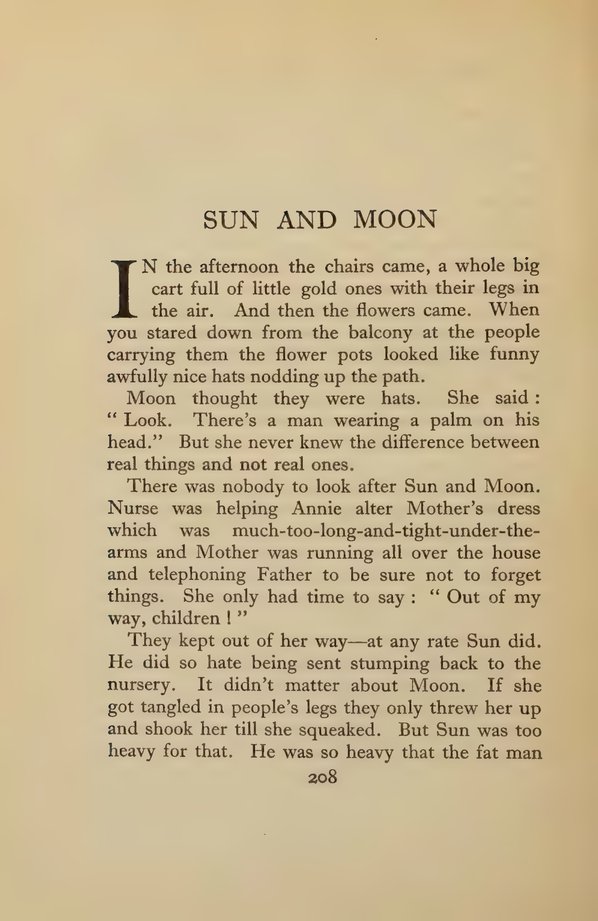 SUN AND MOON
IN the afternoon the chairs came, a whole big
cart full of little gold ones with their legs in
the air. And then the flowers came. When
you stared down from the balcony at the people
carrying them the flower pots looked like funny
awfully nice hats nodding up the path.
Moon thought they were hats. She said :
“ Look. There’s a man wearing a palm on his
head.” But she never knew the difference between
real things and not real ones.
There was nobody to look after Sun and Moon.
Nurse was helping Annie alter Mother’s dress
which was much-too-long-and-tight-under-the-
arms and Mother was running all over the house
and telephoning Father to be sure not to forget
things. She only had time to say : “ Out of my
way, children ! ”
They kept out of her way—at any rate Sun did.
He did so hate being sent stumping back to the
nursery. It didn’t matter about Moon. If she
got tangled in people’s legs they only threw her up
and shook her till she squeaked. But Sun was too
heavy for that. He was so heavy that the fat man
208